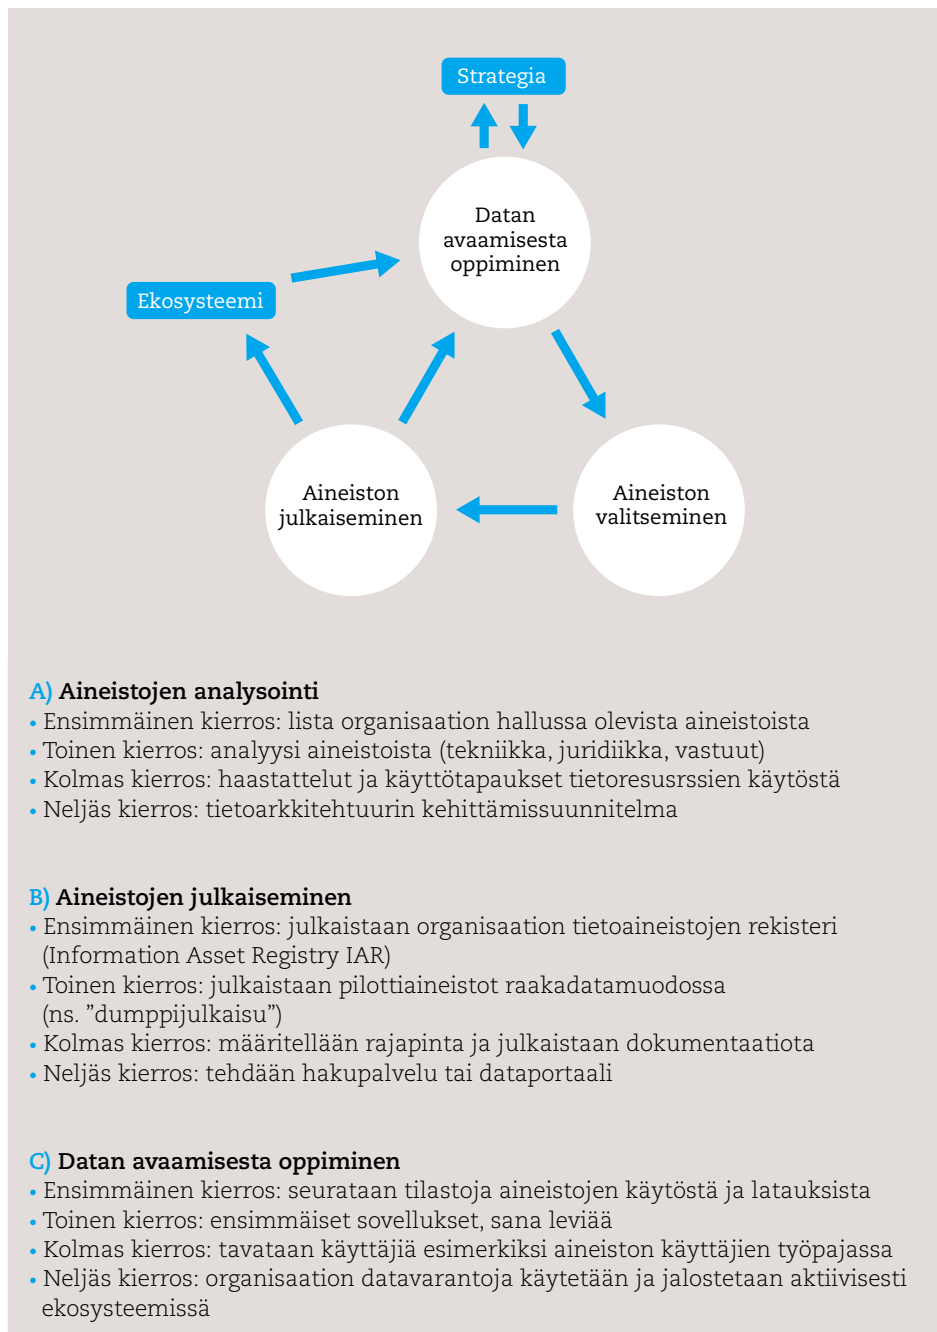 Strategia
Datan
avaamisesta
oppiminen
Ekosysteemi
Aineiston
julkaiseminen
Aineiston
valitseminen
A) Aineistojen analysointi
• Ensimmäinen kierros: lista organisaation hallussa olevista aineistoista
• Toinen kierros: analyysi aineistoista (tekniikka, juridiikka, vastuut)
• Kolmas kierros: haastattelut ja käyttötapaukset tietoresusrssien käytöstä
• Neljäs kierros: tietoarkkitehtuurin kehittämissuunnitelma
B) Aineistojen julkaiseminen
• Ensimmäinen kierros: julkaistaan organisaation tietoaineistojen rekisteri
(Information Asset Registry IAR)
• Toinen kierros: julkaistaan pilottiaineistot raakadatamuodossa
(ns. ”dumppijulkaisu”)
• Kolmas kierros: määritellään rajapinta ja julkaistaan dokumentaatiota
• Neljäs kierros: tehdään hakupalvelu tai dataportaali
C) Datan avaamisesta oppiminen
• Ensimmäinen kierros: seurataan tilastoja aineistojen käytöstä ja latauksista
• Toinen kierros: ensimmäiset sovellukset, sana leviää
• Kolmas kierros: tavataan käyttäjiä esimerkiksi aineiston käyttäjien työpajassa
• Neljäs kierros: organisaation datavarantoja käytetään ja jalostetaan aktiivisesti
ekosysteemissä